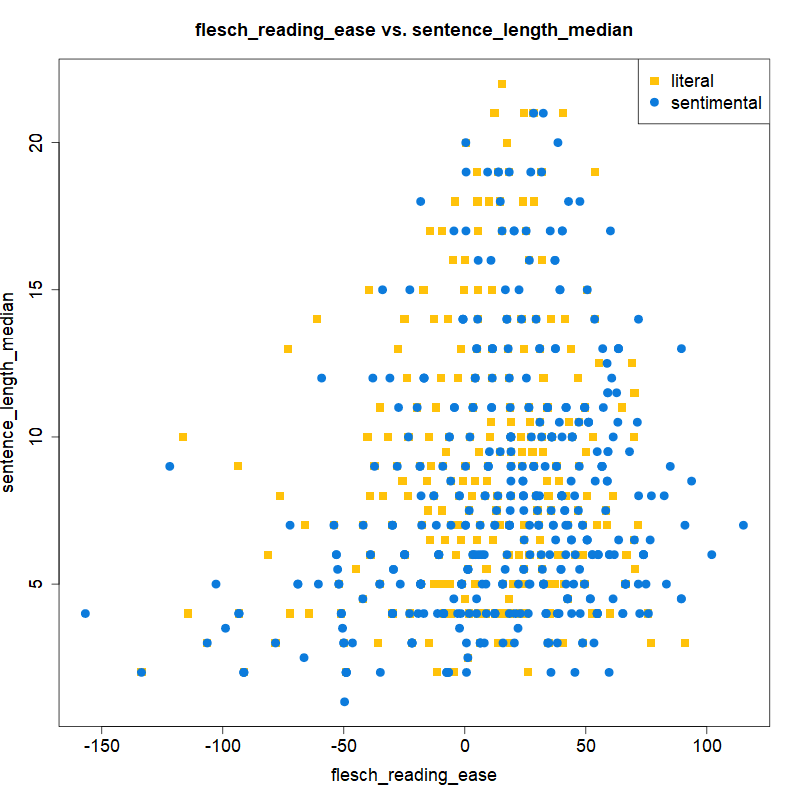 flesch_reading_ease vs. sentence_length_median
literal
sentimental
20
15
10
5
sentence_length_median
-150 -100 -50 0 50 100
flesch_reading_ease